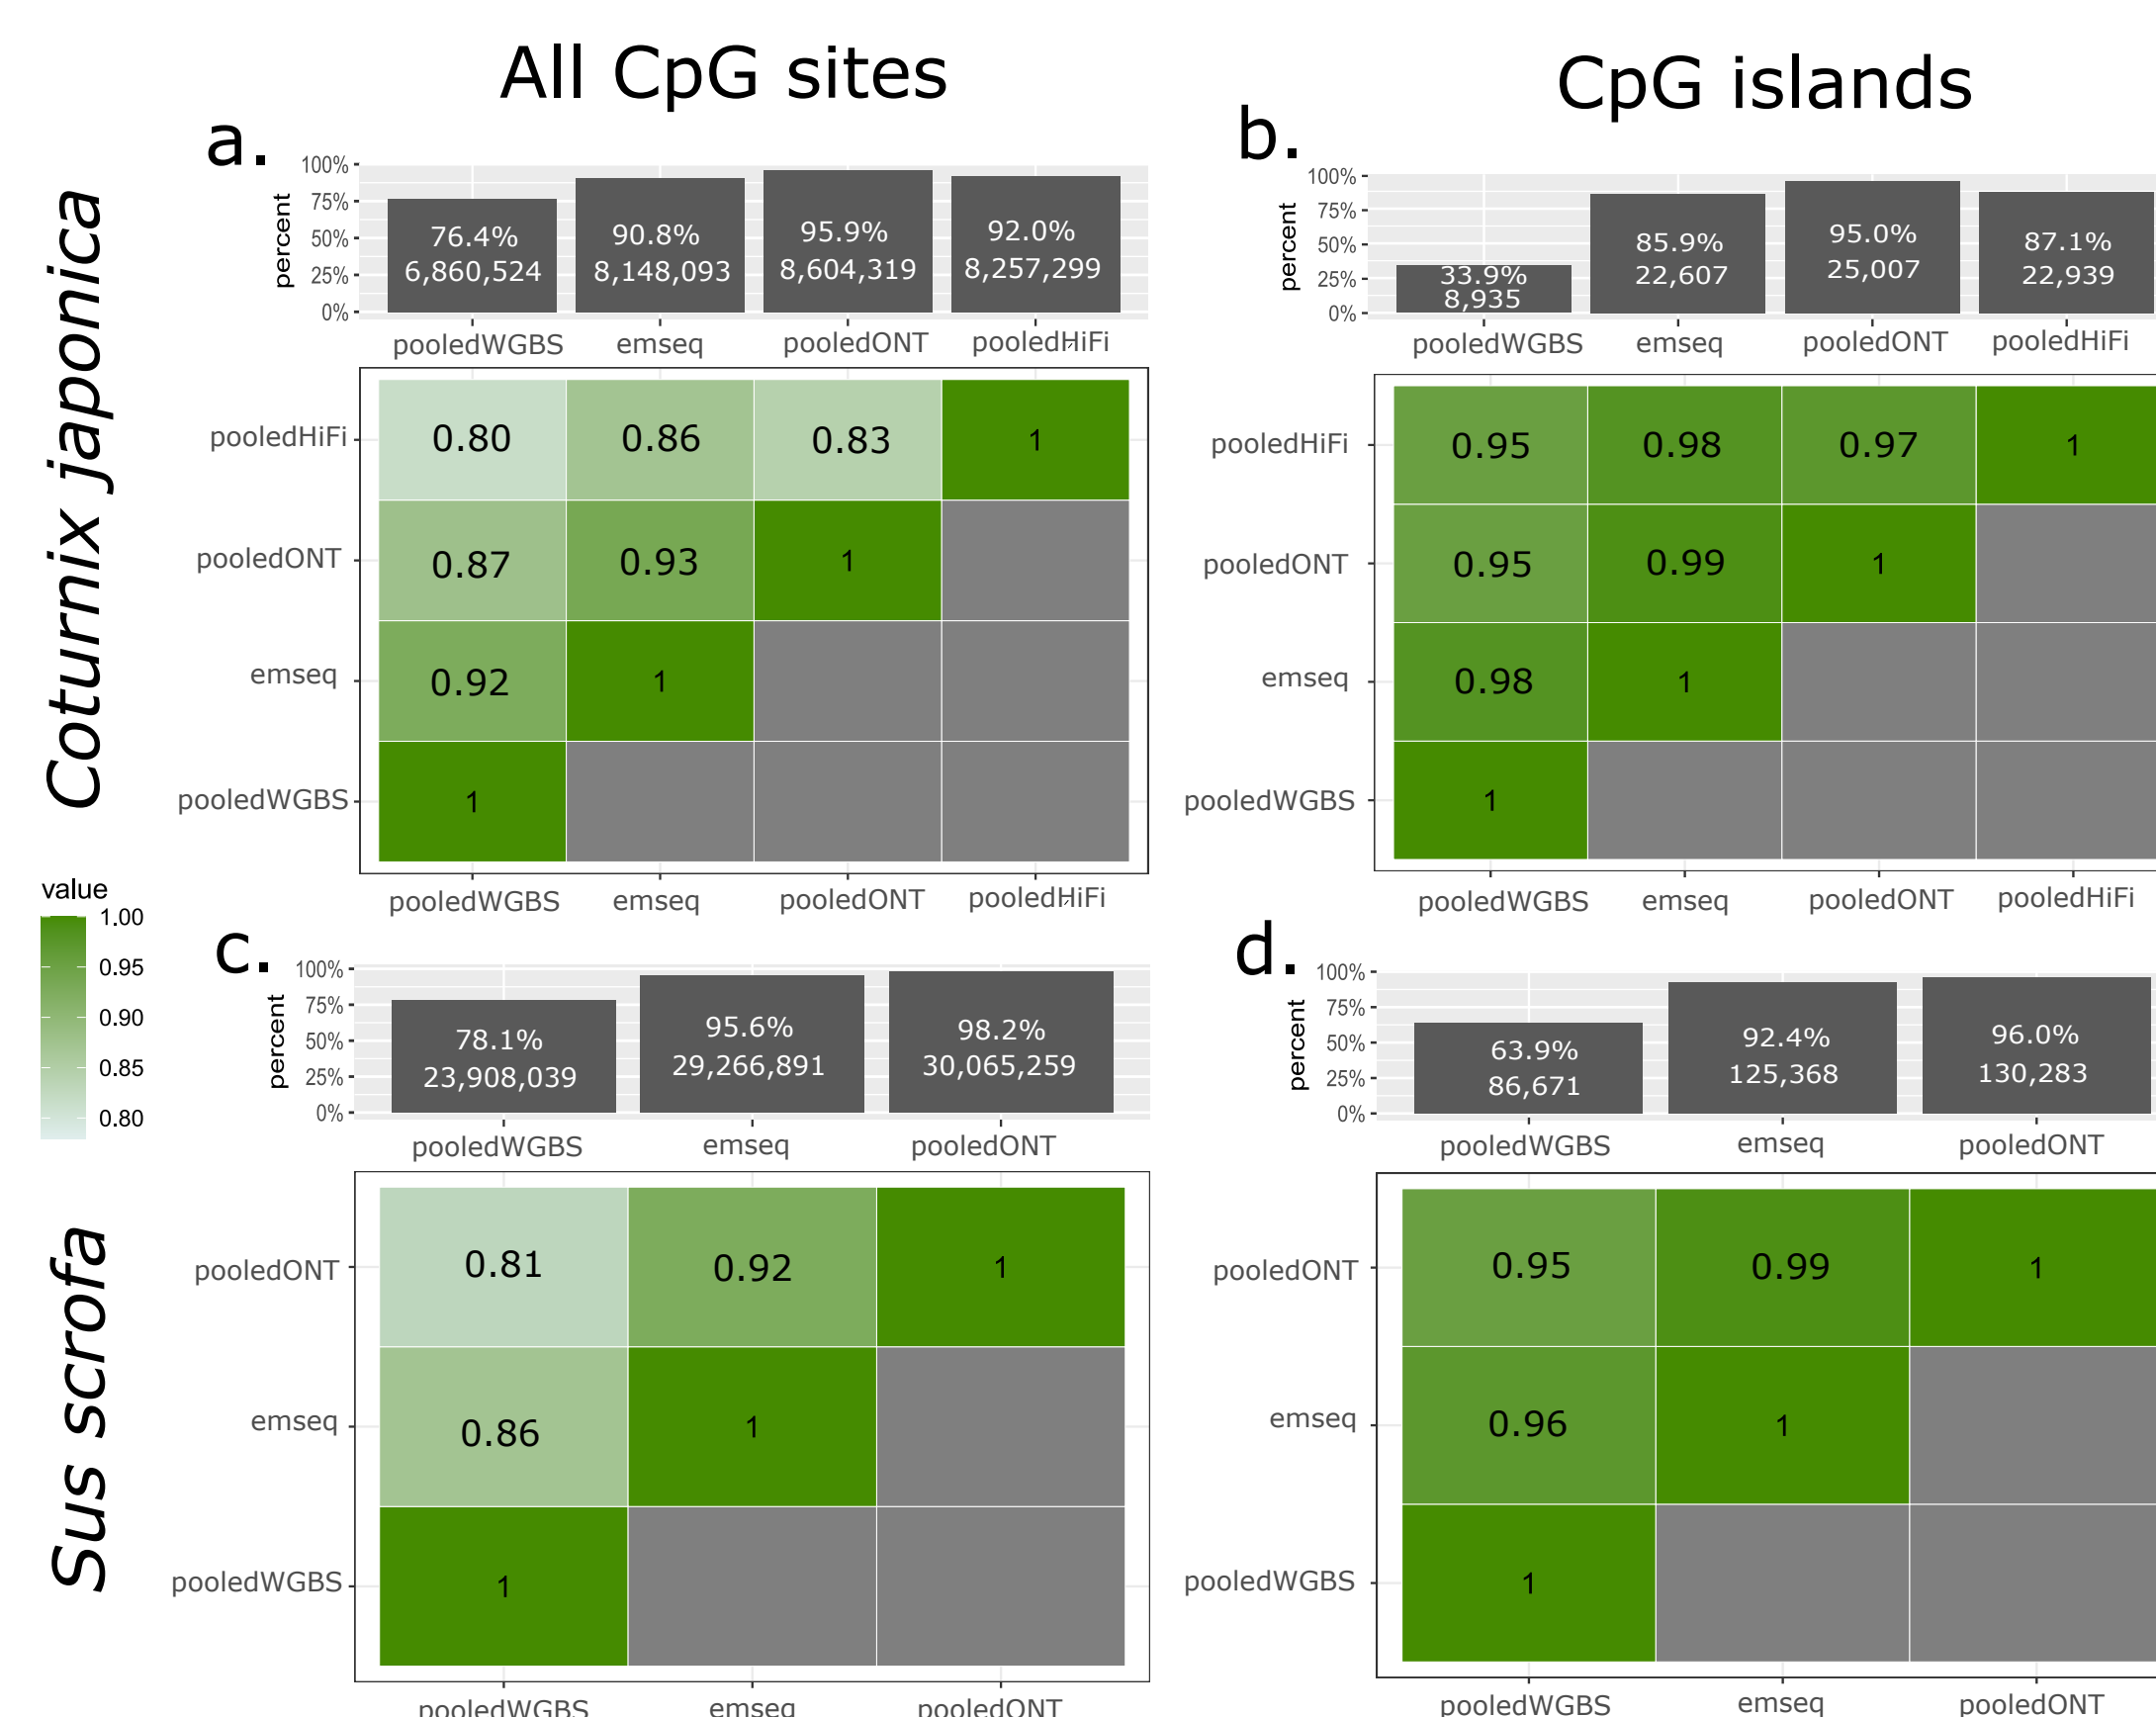 All CpG sites
CpG islands
Coturnix japonica
Sus scrofa
a.
percent
100%
75%
50%
25%
0%
76.4%
6,860,524
90.8%
8,148,093
95.9%
8,604,319
92.0%
8,257,299
pooledWGBS emseq pooledONT pooledHiFi
pooledHiFi 0.80 0.86 0.83 1
pooledONT 0.87 0.93 1
emseq 0.92 1
pooledWGBS 1
pooledWGBS emseq pooledONT pooledHiFi
b.
percent
100%
75%
50%
25%
0%
33.9%
8,935
85.9%
22,607
95.0%
25,007
87.1%
22,939
pooledWGBS emseq pooledONT pooledHiFi
pooledHiFi 0.95 0.98 0.97 1
pooledONT 0.95 0.99 1
emseq 0.98 1
pooledWGBS 1
pooledWGBS emseq pooledONT pooledHiFi
value
1.00
0.95
0.90
0.85
0.80
c.
percent
100%
75%
50%
25%
0%
78.1%
23,908,039
95.6%
29,266,891
98.2%
30,065,259
pooledWGBS emseq pooledONT
pooledONT 0.81 0.92 1
emseq 0.86 1
pooledWGBS 1
pooledWGBS emseq pooledONT
d.
percent
100%
75%
50%
25%
0%
63.9%
86,671
92.4%
125,368
96.0%
130,283
pooledWGBS emseq pooledONT
pooledONT 0.95 0.99 1
emseq 0.96 1
pooledWGBS 1
pooledWGBS emseq pooledONT